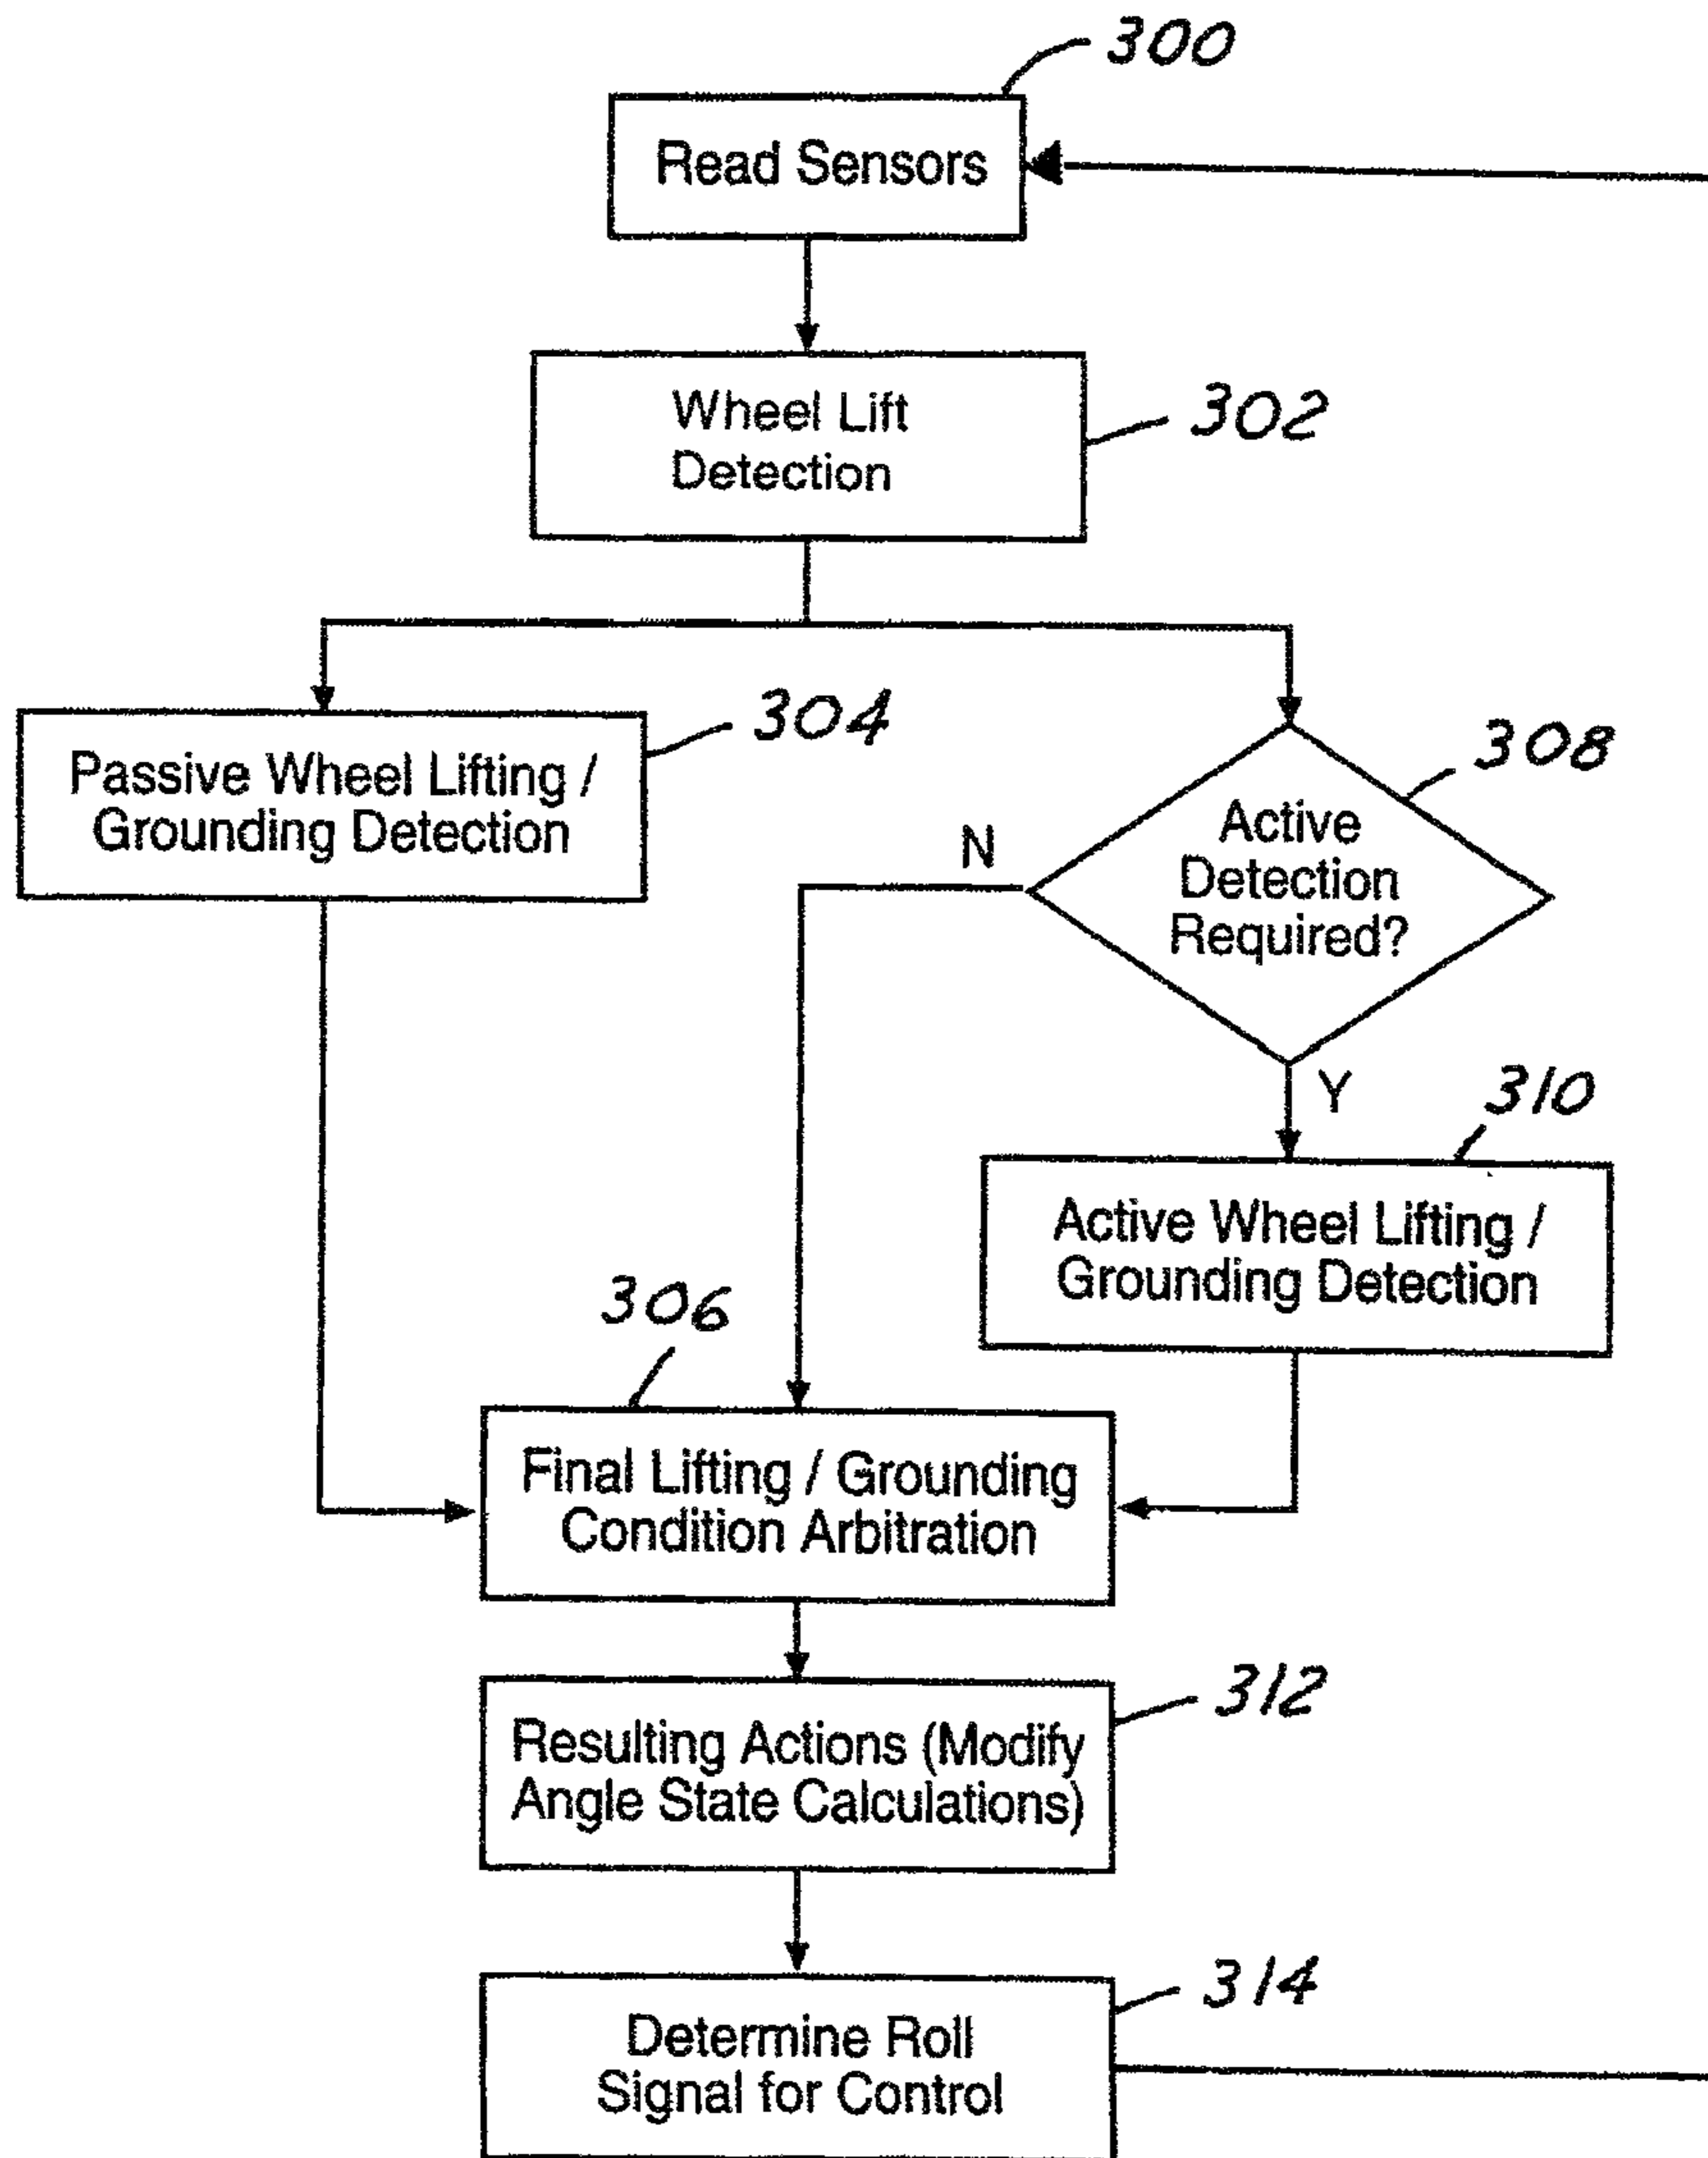 300
Read Sensors
Wheel Lift
Detection
302
304
Passive Wheel Lifting /
Grounding Detection
308
Active
Detection
Required?
N
Y
310
Active Wheel Lifting /
Grounding Detection
306
Final Lifting / Grounding
Condition Arbitration
312
Resulting Actions (Modify
Angle State Calculations)
314
Determine Roll
Signal for Control